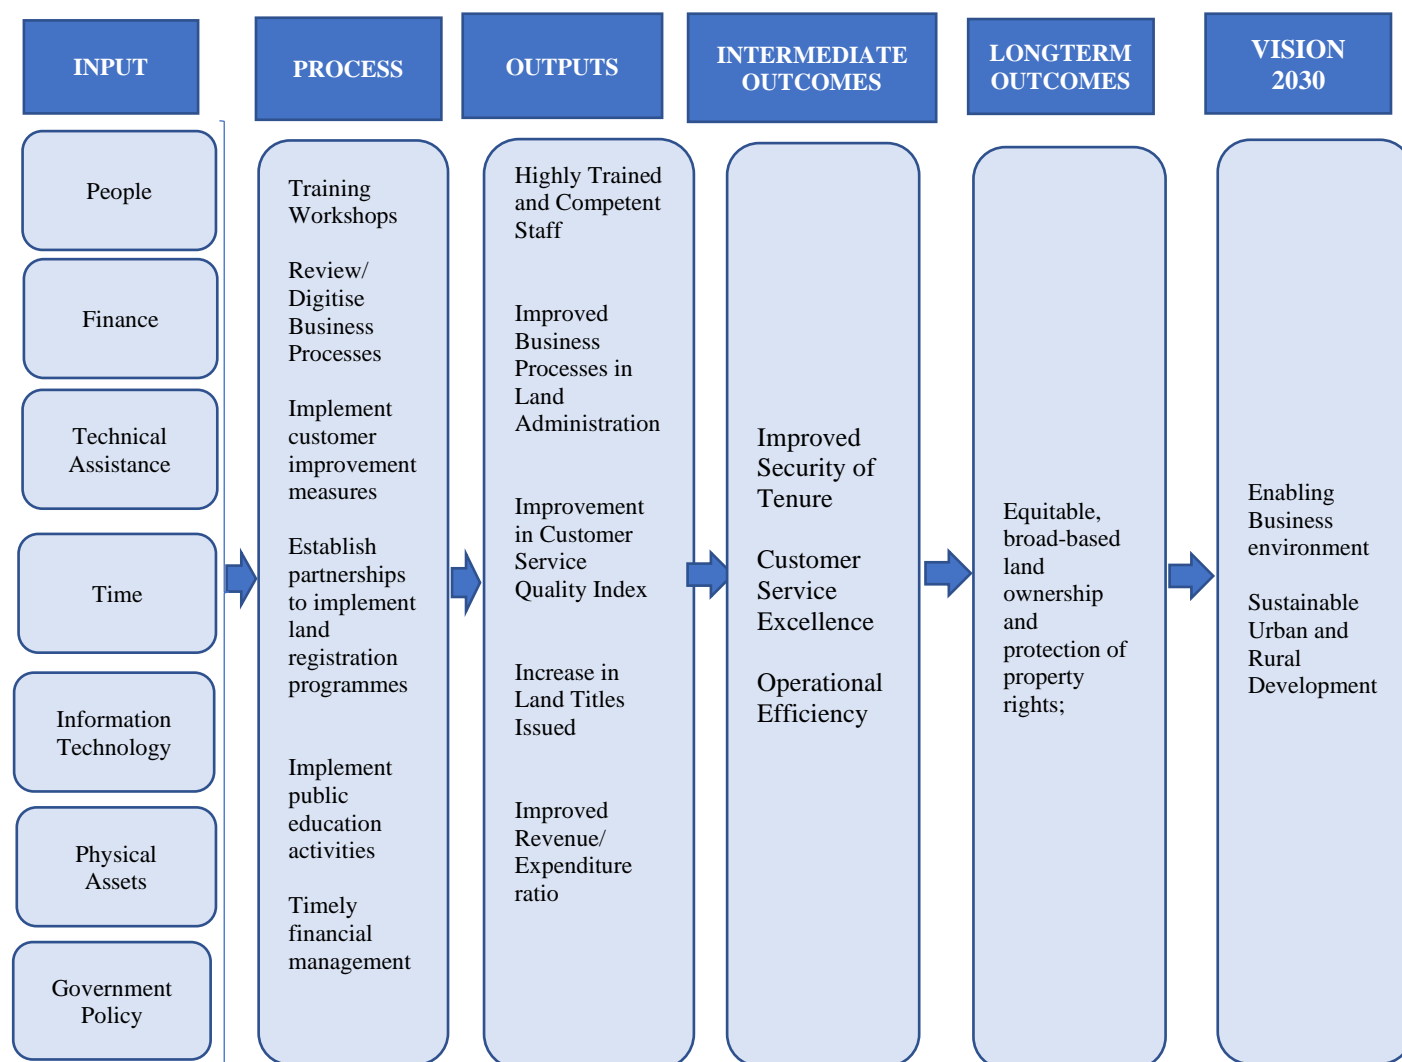 INPUT
PROCESS
OUTPUTS
INTERMEDIATE
OUTCOMES
LONGTERM
OUTCOMES
VISION
2030
People
Finance
Technical
Assistance
Time
Information
Technology
Physical
Assets
Government
Policy
Training
Workshops
Review/
Digitise
Business
Processes
Implement
customer
improvement
measures
Establish
partnerships
to implement
land
registration
programmes
Implement
public
education
activities
Timely
financial
management
Highly Trained
and Competent
Staff
Improved
Business
Processes in
Land
Administration
Improvement
in Customer
Service
Quality Index
Increase in
Land Titles
Issued
Improved
Revenue/
Expenditure
ratio
Improved
Security of
Tenure
Customer
Service
Excellence
Operational
Efficiency
Equitable,
broad-based
land
ownership
and
protection of
property
rights;
Enabling
Business
environment
Sustainable
Urban and
Rural
Development